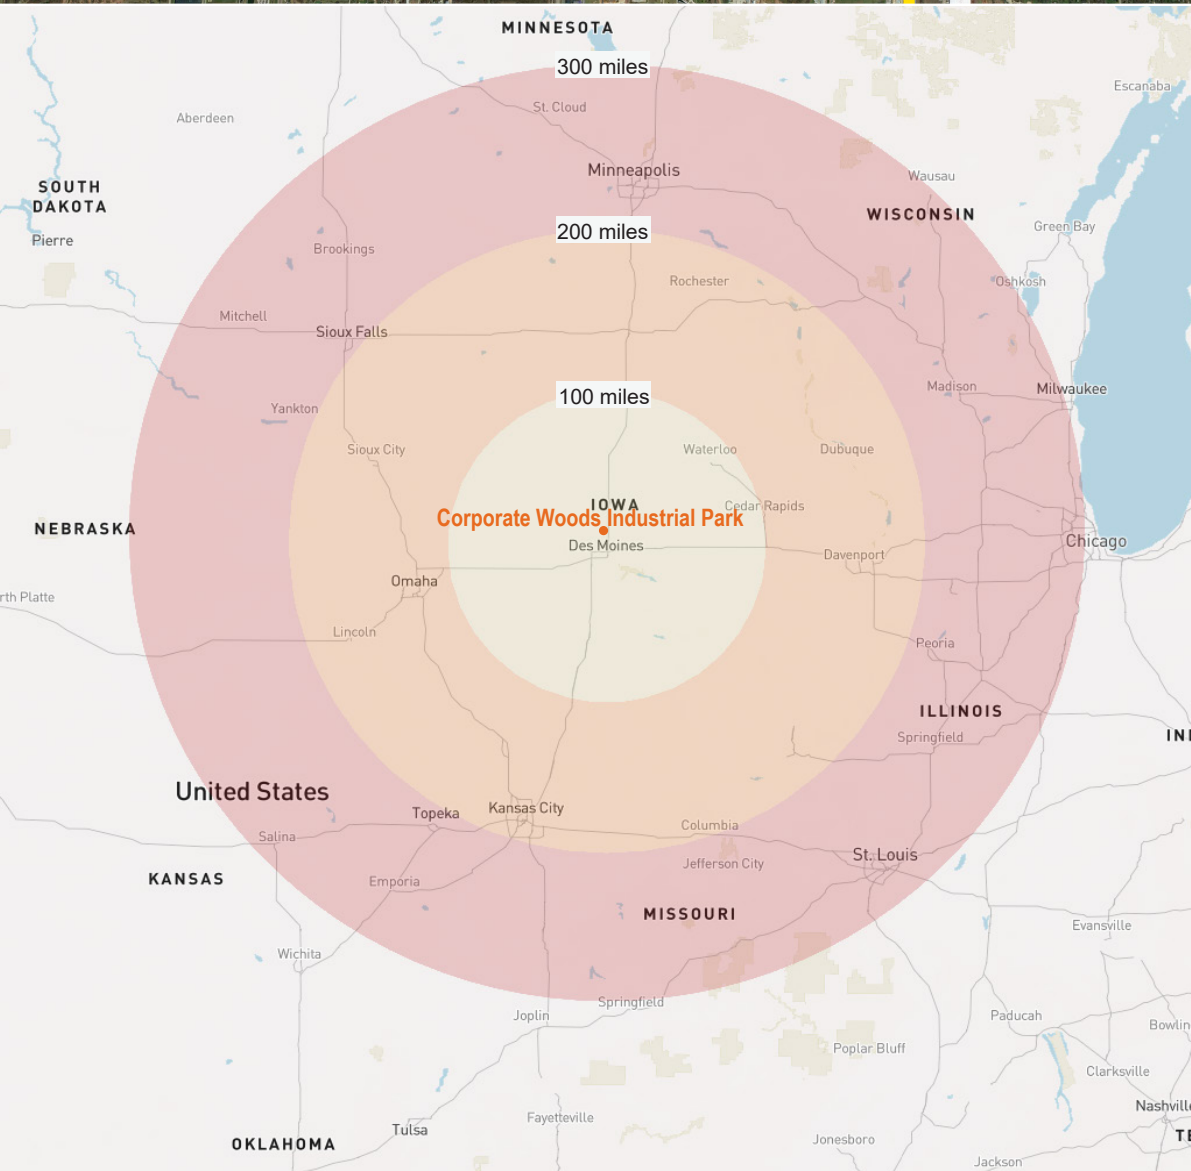 MINNESOTA
300 miles
Escanaba
St. Cloud
Aberdeen
Minneapolis
Wausau
SOUTH
DAKOTA
WISCONSIN
Green Bay
200 miles
Pierre
Brookings
Rochester
Oshkosh
Mitchell
Sioux Falls
Madison
Milwaukee
100 miles
Yankton
Sioux City
Waterloo
Dubuque
IOWA
Cedar Rapids
Corporate Woods Industrial Park
NEBRASKA
Des Moines
Chicago
Davenport
Omaha
rth Platte
Lincoln
Peoria
ILLINOIS
Springfield
IN
United States
Topeka
Kansas City
Columbia
Salina
St. Louis
Jefferson City
KANSAS
Emporia
MISSOURI
Evansville
Wichita
Springfield
Joplin
Paducah
Bowlin
Poplar Bluff
Clarksville
Nashville
Fayetteville
Tulsa
TE
OKLAHOMA
Jonesboro
Jackson